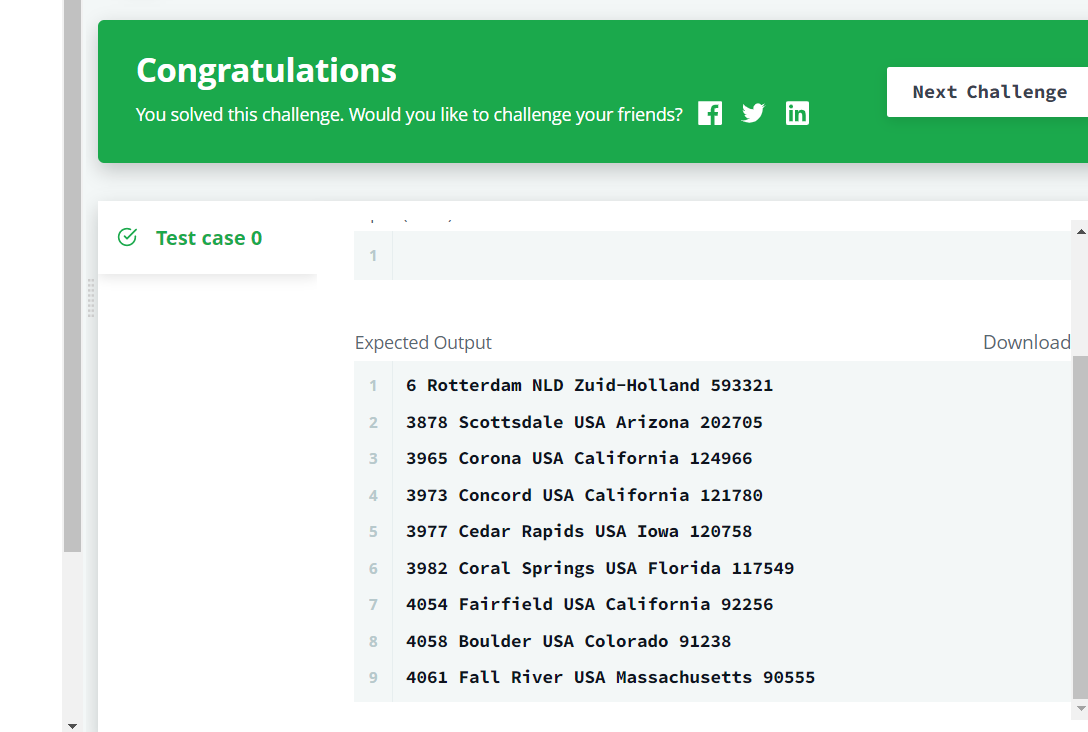 Congratulations
You solved this challenge. Would you like to challenge your friends?
Next Challenge
Test case 0
1
Expected Output
Download
1 6 Rotterdam NLD Zuid-Holland 593321
2 3878 Scottsdale USA Arizona 202705
3 3965 Corona USA California 124966
4 3973 Concord USA California 121780
5 3977 Cedar Rapids USA Iowa 120758
6 3982 Coral Springs USA Florida 117549
7 4054 Fairfield USA California 92256
8 4058 Boulder USA Colorado 91238
9 4061 Fall River USA Massachusetts 90555